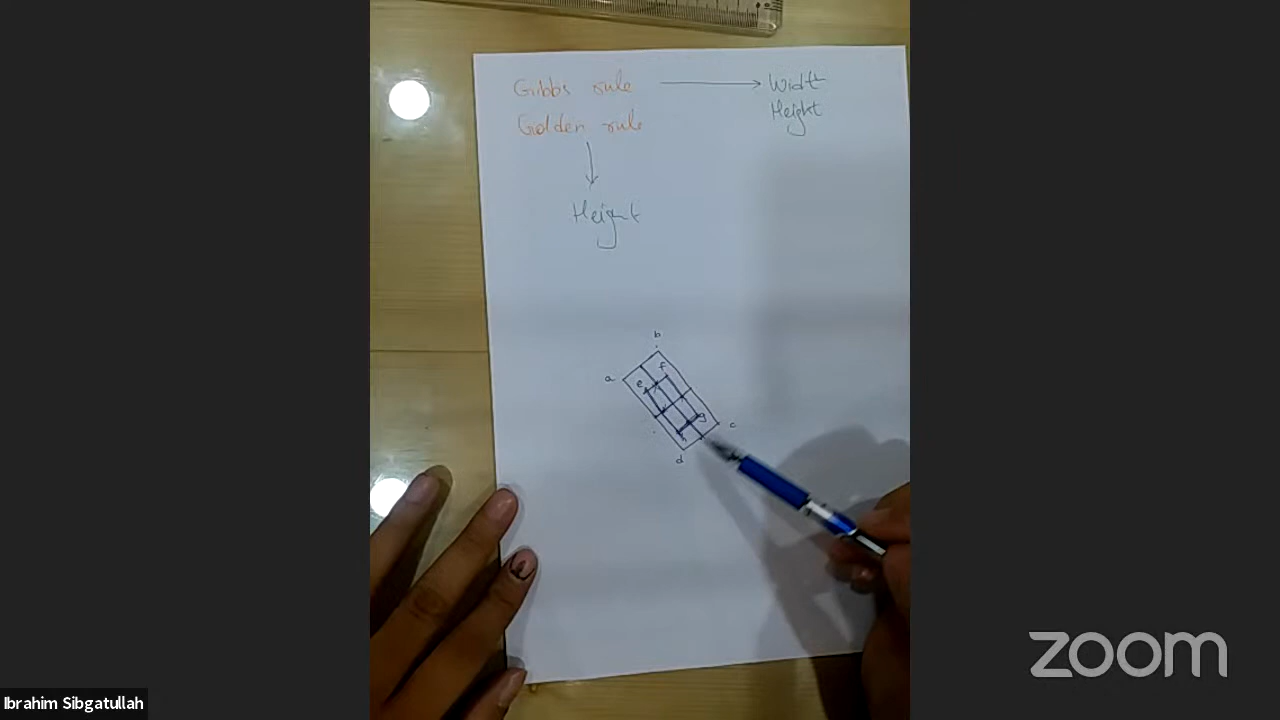 Gibbs rule → Width
Height
Golden rule
↓
Height
b
a
f
e
g
c
d
zoom
Ibrahim Sibgatullah